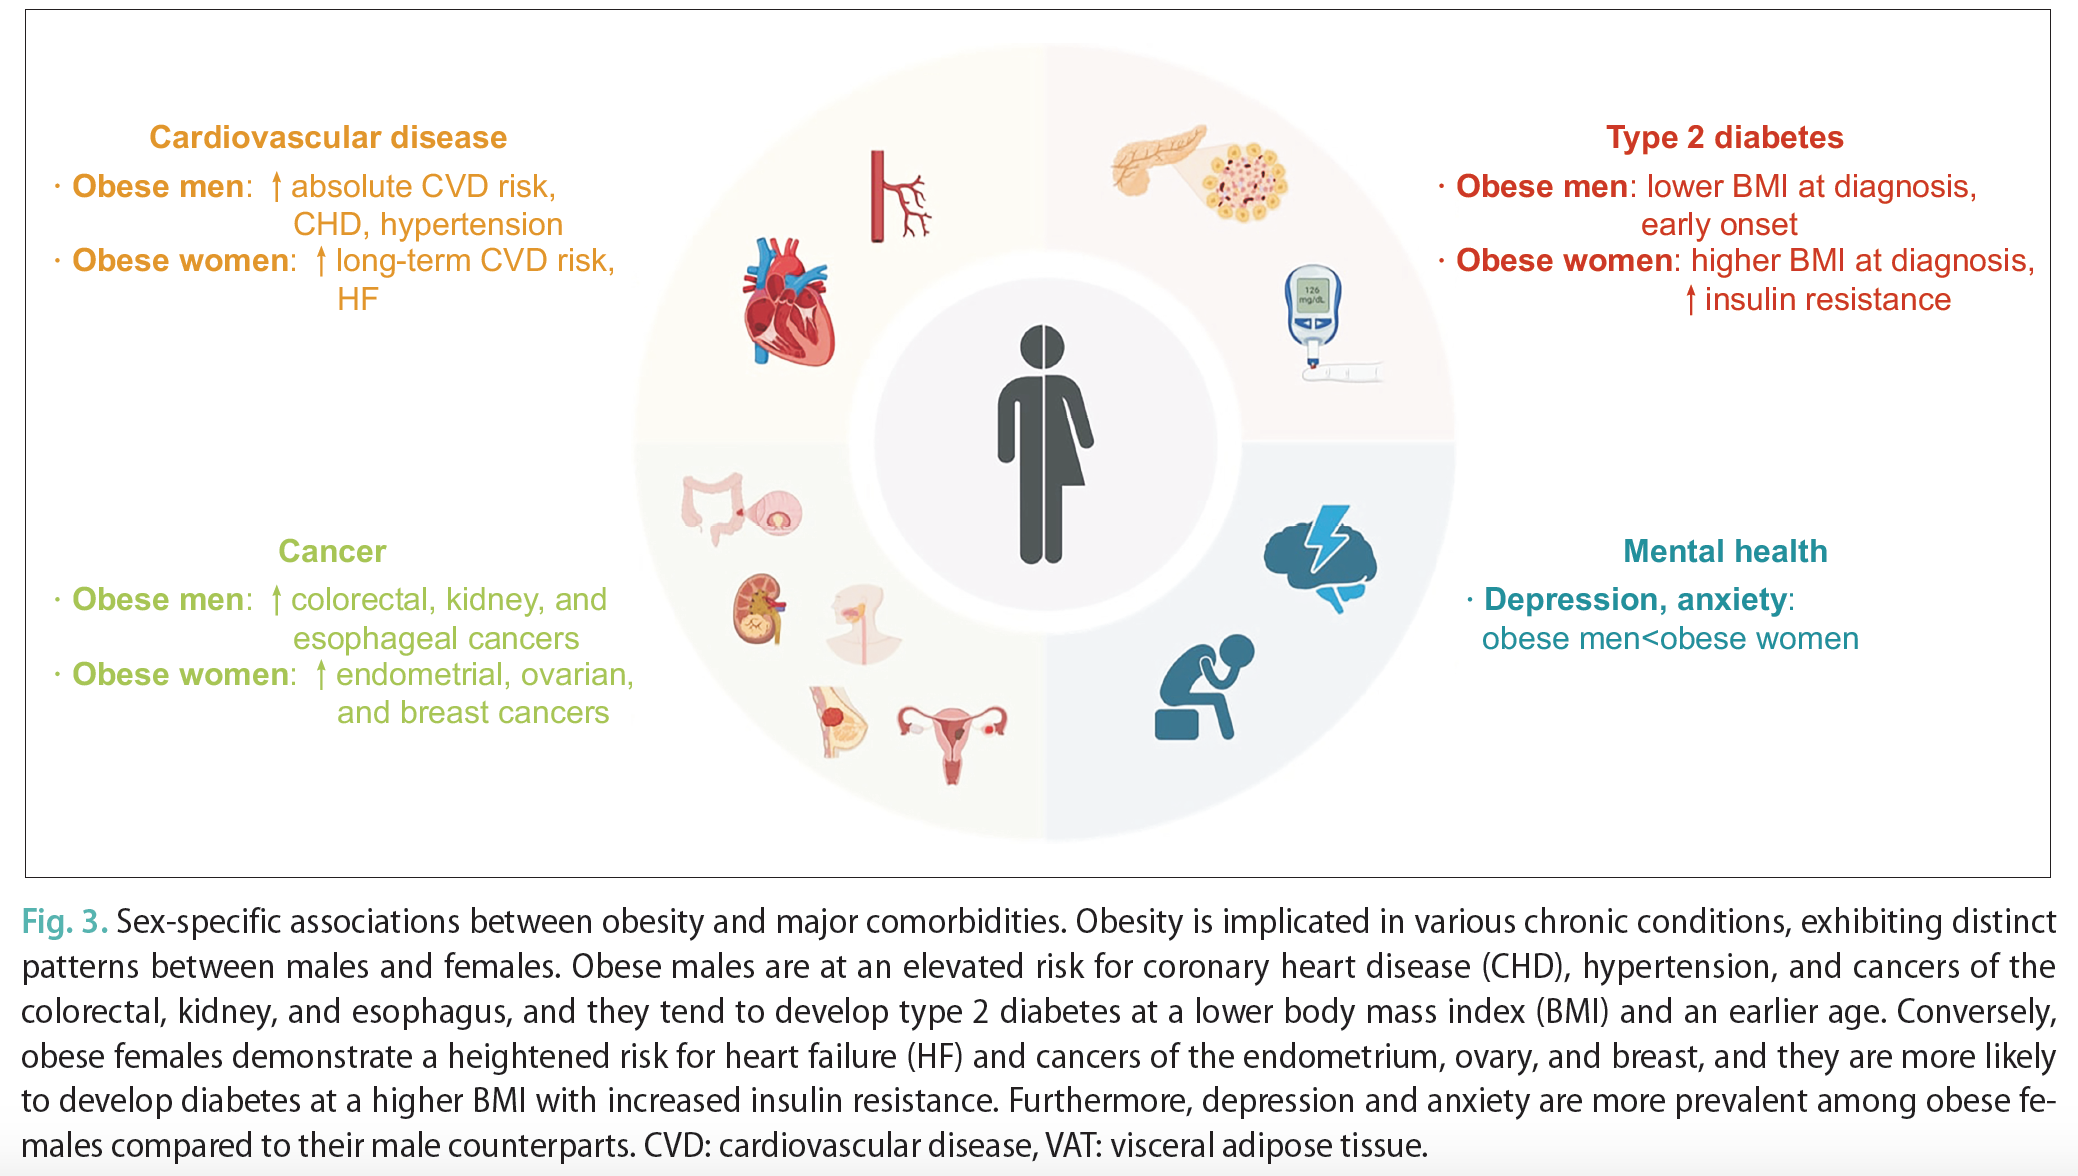 Cardiovascular disease
· Obese men: ↑ absolute CVD risk,
CHD, hypertension
· Obese women: ↑ long-term CVD risk,
HF
Type 2 diabetes
· Obese men: lower BMI at diagnosis,
early onset
· Obese women: higher BMI at diagnosis,
↑ insulin resistance
126
mg/dL
Cancer
· Obese men: ↑ colorectal, kidney, and
esophageal cancers
· Obese women: ↑ endometrial, ovarian,
and breast cancers
Mental health
· Depression, anxiety:
obese men<obese women
Fig. 3. Sex-specific associations between obesity and major comorbidities. Obesity is implicated in various chronic conditions, exhibiting distinct
patterns between males and females. Obese males are at an elevated risk for coronary heart disease (CHD), hypertension, and cancers of the
colorectal, kidney, and esophagus, and they tend to develop type 2 diabetes at a lower body mass index (BMI) and an earlier age. Conversely,
obese females demonstrate a heightened risk for heart failure (HF) and cancers of the endometrium, ovary, and breast, and they are more likely
to develop diabetes at a higher BMI with increased insulin resistance. Furthermore, depression and anxiety are more prevalent among obese fe-
males compared to their male counterparts. CVD: cardiovascular disease, VAT: visceral adipose tissue.